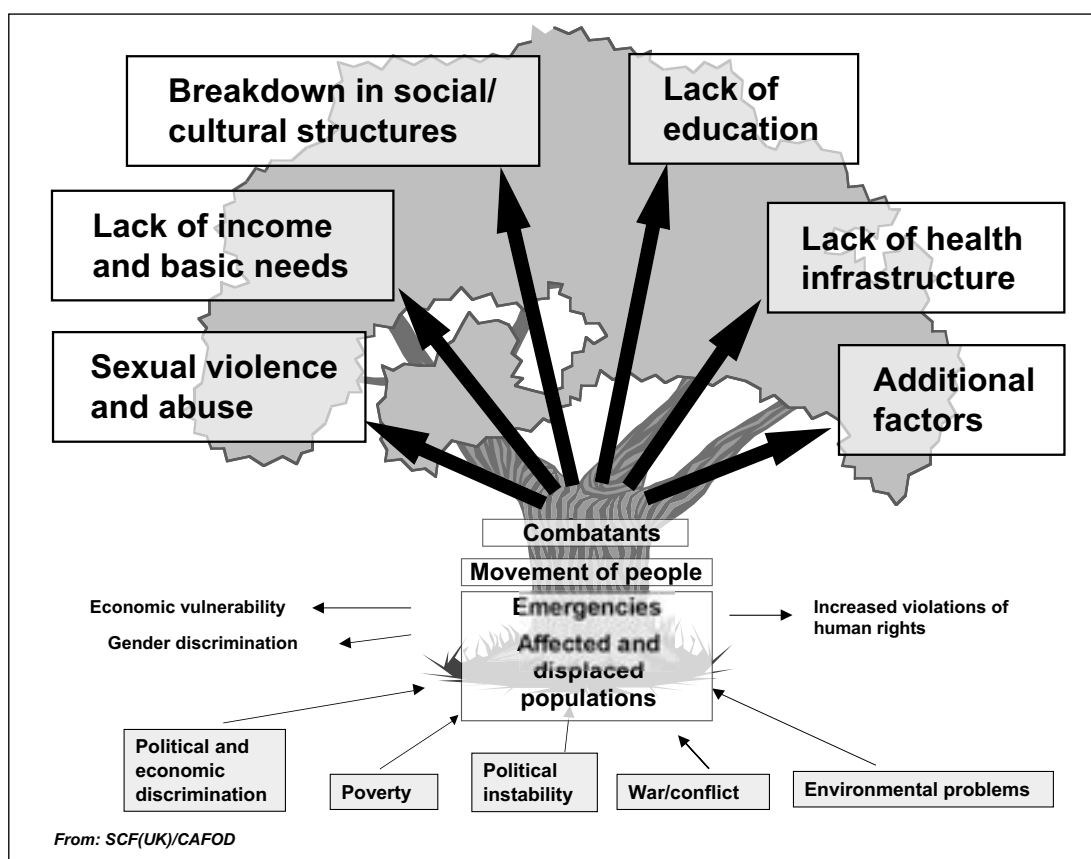 Breakdown in social/
cultural structures
Lack of
education
Lack of income
and basic needs
Lack of health
infrastructure
Sexual violence
and abuse
Additional
factors
Combatants
Movement of people
Emergencies
Affected and
displaced
populations
Economic vulnerability
Gender discrimination
Increased violations of
human rights
Political and
economic
discrimination
Poverty
Political
instability
War/conflict
Environmental problems
From: SCF(UK)/CAFOD